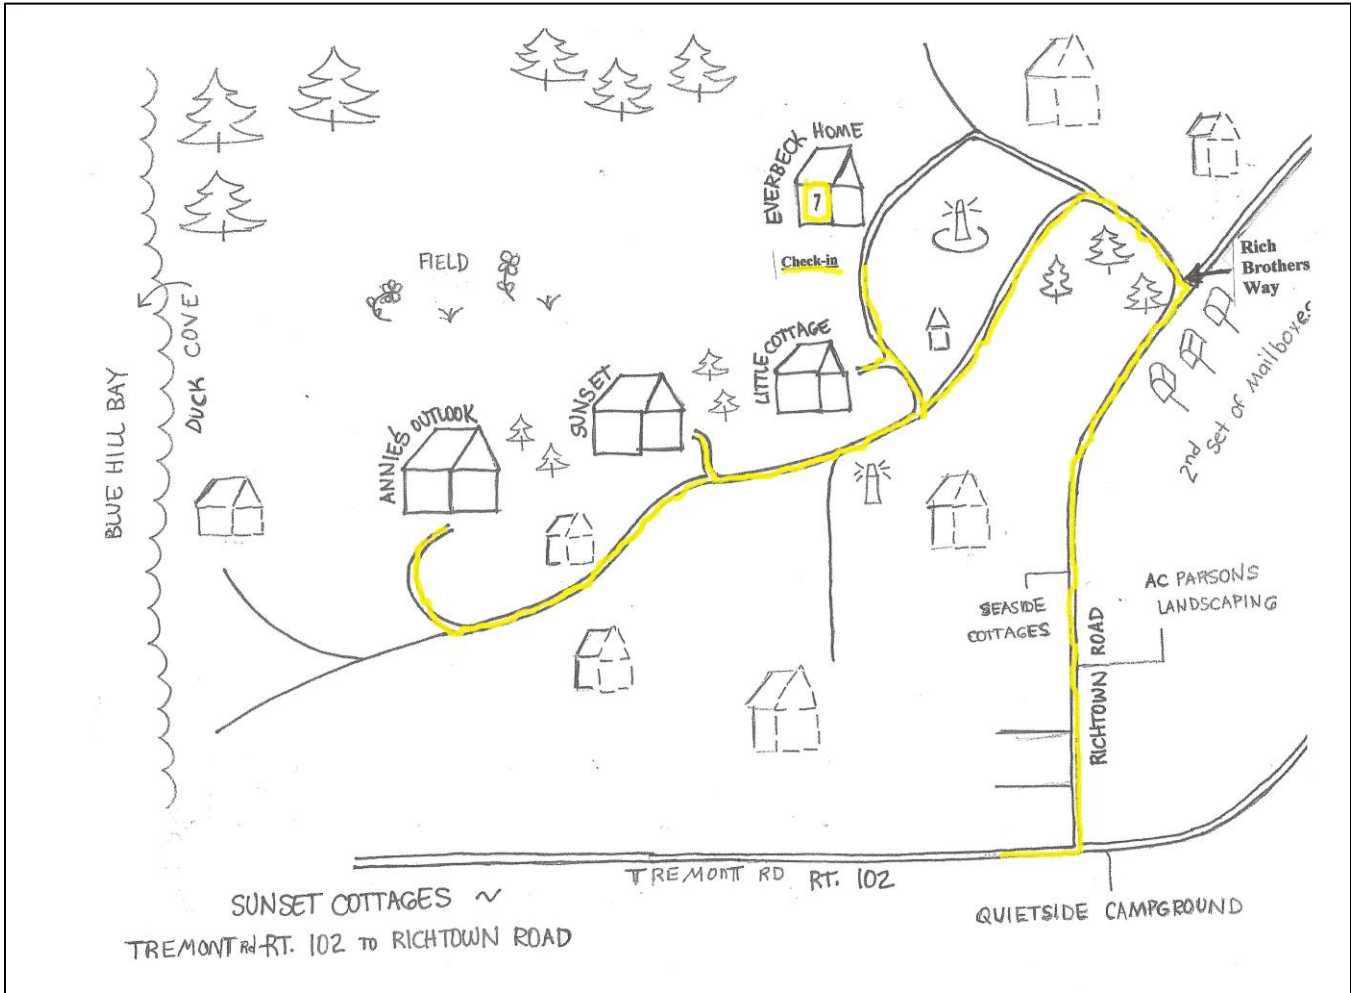 EVERBECK HOME
7
Check-in
Rich
Brothers
Way
2nd Set of Mailboxes
FIELD
DUCK COVE
BLUE HILL BAY
LITTLE COTTAGE
SUNSET
ANNIES' OUTLOOK
SEASIDE
COTTAGES
AC PARSONS
LANDSCAPING
RICHTOWN ROAD
TREMONT RD RT. 102
QUIETSIDE CAMPGROUND
SUNSET COTTAGES ~
TREMONT Rd-RT. 102 TO RICHTOWN ROAD